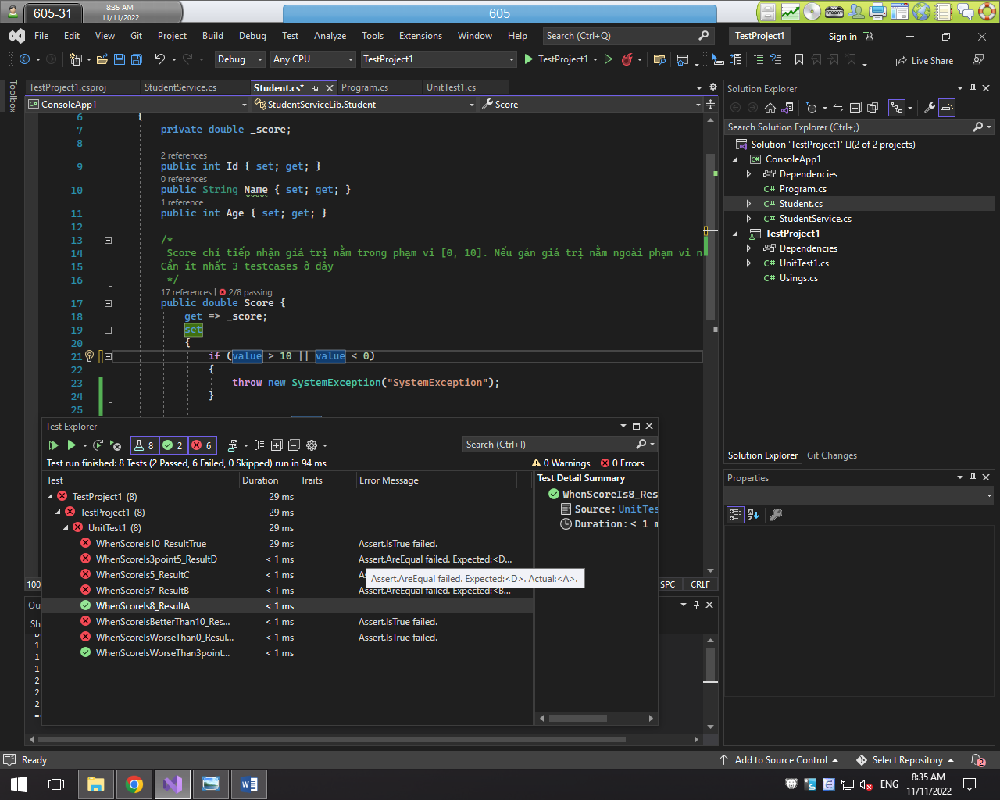 605-31
8:35 AM
11/11/2022
605
File Edit View Git Project Build Debug Test Analyze Tools Extensions Window Help
Search (Ctrl+Q)
TestProject1
Sign in
Debug
Any CPU
TestProject1
TestProject1
Live Share
Toolbox
TestProject1.csproj
StudentService.cs
Student.cs*
Program.cs
UnitTest1.cs
C# ConsoleApp1
StudentServiceLib.Student
Score
6 {
7 private double _score;
8
2 references
9 public int Id { set; get; }
0 references
10 public String Name { set; get; }
1 reference
11 public int Age { set; get; }
12
13 /*
14 Score chỉ tiếp nhận giá trị nằm trong phạm vi [0, 10]. Nếu gán giá trị nằm ngoài phạm vi n
15 Cần ít nhất 3 testcases ở đây
16 */
17 references | 2/8 passing
17 public double Score {
18 get => _score;
19 set
20 {
21 if (value > 10 || value < 0)
22 {
23 throw new SystemException("SystemException");
24 }
25
Test Explorer
8 2 6
Search (Ctrl+I)
Test run finished: 8 Tests (2 Passed, 6 Failed, 0 Skipped) run in 94 ms
0 Warnings 0 Errors
Test Duration Traits Error Message
TestProject1 (8) 29 ms
TestProject1 (8) 29 ms
UnitTest1 (8) 29 ms
WhenScoreIs10_ResultTrue 29 ms Assert.IsTrue failed.
WhenScoreIs3point5_ResultD < 1 ms Assert.AreEqual failed. Expected:<D...
WhenScoreIs5_ResultC < 1 ms
Assert.AreEqual failed. Expected:<D>. Actual:<A>.
WhenScoreIs7_ResultB < 1 ms Assert.AreEqual failed. Expected:<B...
WhenScoreIs8_ResultA < 1 ms
WhenScoreIsBetterThan10_Res... < 1 ms Assert.IsTrue failed.
WhenScoreIsWorseThan0_Resul... < 1 ms Assert.IsTrue failed.
WhenScoreIsWorseThan3point... < 1 ms
Test Detail Summary
WhenScoreIs8_Res
Source: UnitTes
Duration: < 1 m
100
SPC CRLF
Ou
Sh
11
11
11
21
21
21
==
Solution Explorer
Search Solution Explorer (Ctrl+;)
Solution 'TestProject1' (2 of 2 projects)
C# ConsoleApp1
Dependencies
C# Program.cs
C# Student.cs
C# StudentService.cs
TestProject1
Dependencies
C# UnitTest1.cs
C# Usings.cs
Solution Explorer Git Changes
Properties
Ready
Add to Source Control
Select Repository
2
ENG
8:35 AM
11/11/2022